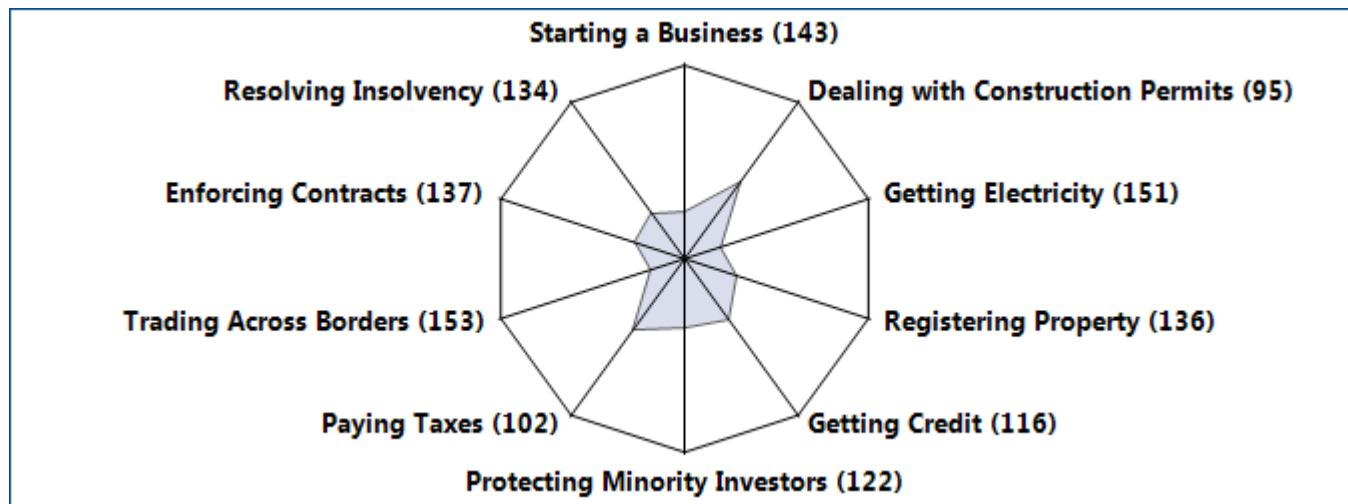 Starting a Business (143)
Resolving Insolvency (134)
Dealing with Construction Permits (95)
Enforcing Contracts (137)
Getting Electricity (151)
Trading Across Borders (153)
Registering Property (136)
Paying Taxes (102)
Getting Credit (116)
Protecting Minority Investors (122)